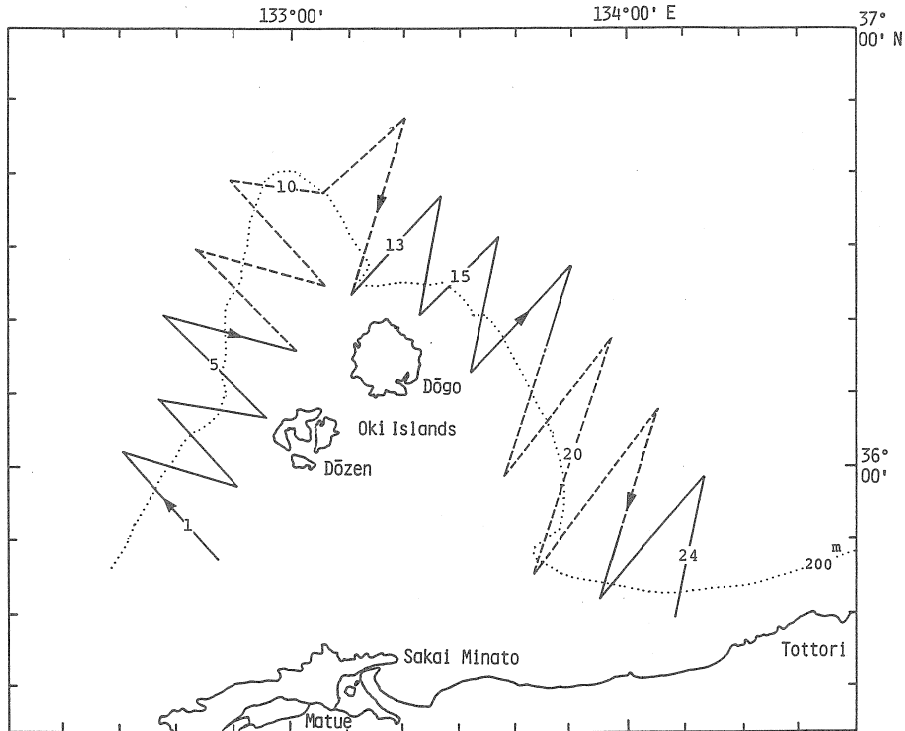 133°00'
134°00' E
37°
00' N
10
13
15
5
Dōgo
Oki Islands
Dōzen
36°
00'
20
1
24
200 m
Sakai Minato
Tottori
Matue